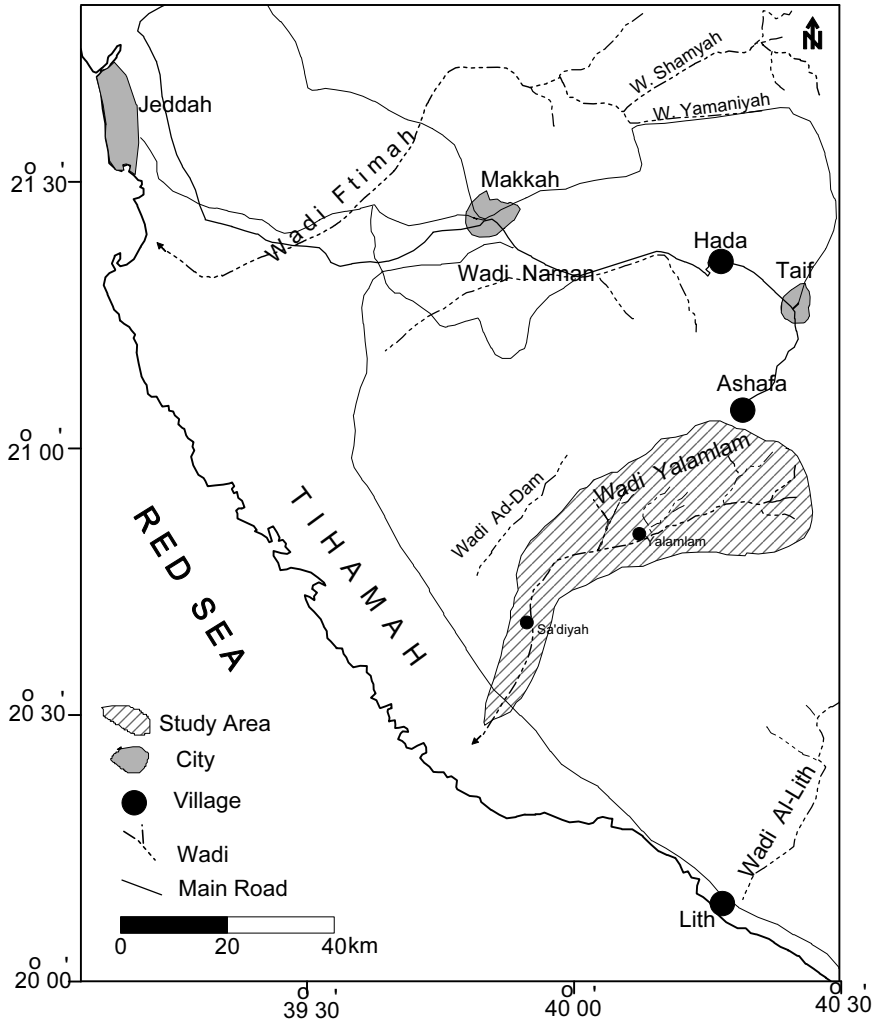 N
W. Shamyah
Jeddah
W. Yamaniyah
Wadi Ftimah
21° 30'
Makkah
Hada
Wadi Naman
Taif
Ashafa
21° 00'
Wadi Yalamlam
Wadi Ad-Dam
Yalamlam
RED SEA
TIHAMAH
Sa'diyah
20° 30'
Study Area
City
Village
Wadi
Main Road
Wadi Al-Lith
Lith
0 20 40km
20° 00'
39° 30' 40° 00' 40° 30'